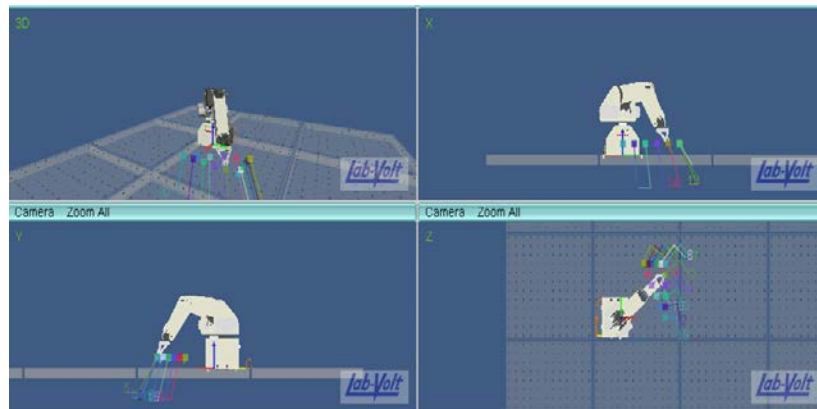 3D
X
Lab-Volt
Lab-Volt
Camera Zoom All
Camera Zoom All
Y
Z
Lab-Volt
Lab-Volt